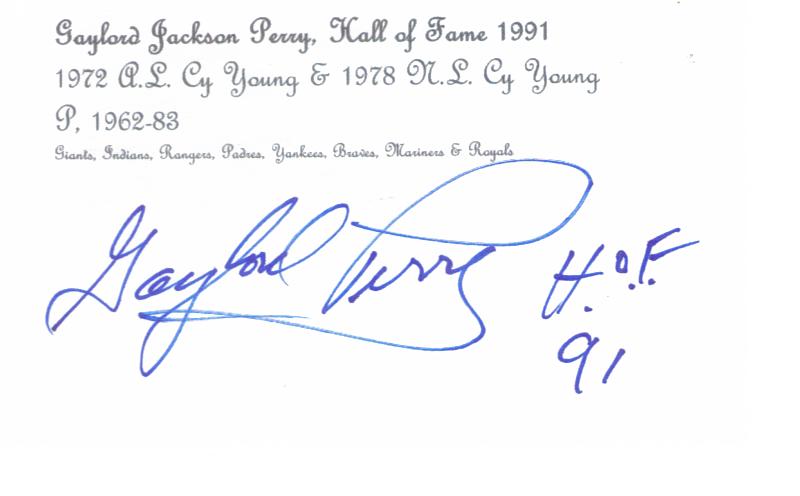 Gaylord Jackson Perry, Hall of Fame 1991
1972 A.L. Cy Young & 1978 N.L. Cy Young
P, 1962-83
Giants, Indians, Rangers, Padres, Yankees, Braves, Mariners & Royals
Gaylord Perry H.o.F.
91